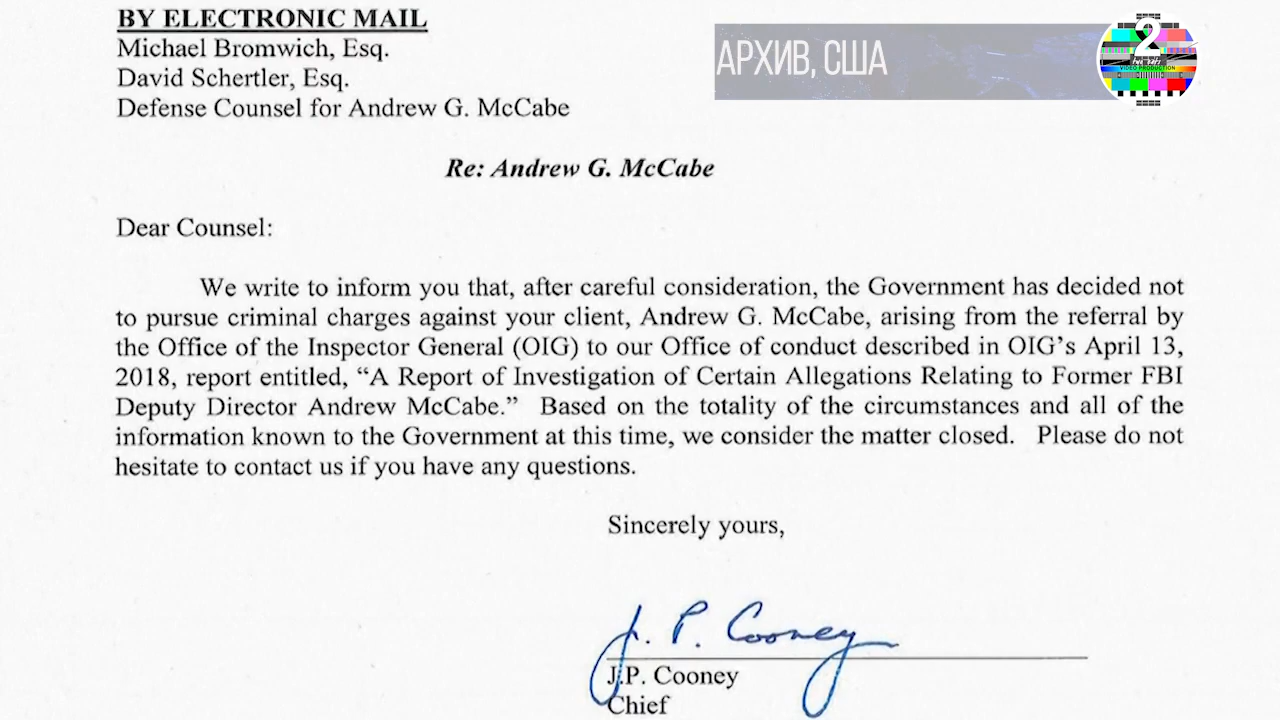 BY ELECTRONIC MAIL
Michael Bromwich, Esq.
David Schertler, Esq.
Defense Counsel for Andrew G. McCabe
АРХИВ, США
2
VIDEO PRODUCTION
Re: Andrew G. McCabe
Dear Counsel:
We write to inform you that, after careful consideration, the Government has decided not
to pursue criminal charges against your client, Andrew G. McCabe, arising from the referral by
the Office of the Inspector General (OIG) to our Office of conduct described in OIG’s April 13,
2018, report entitled, “A Report of Investigation of Certain Allegations Relating to Former FBI
Deputy Director Andrew McCabe.” Based on the totality of the circumstances and all of the
information known to the Government at this time, we consider the matter closed. Please do not
hesitate to contact us if you have any questions.
Sincerely yours,
J. P. Cooney
J.P. Cooney
Chief